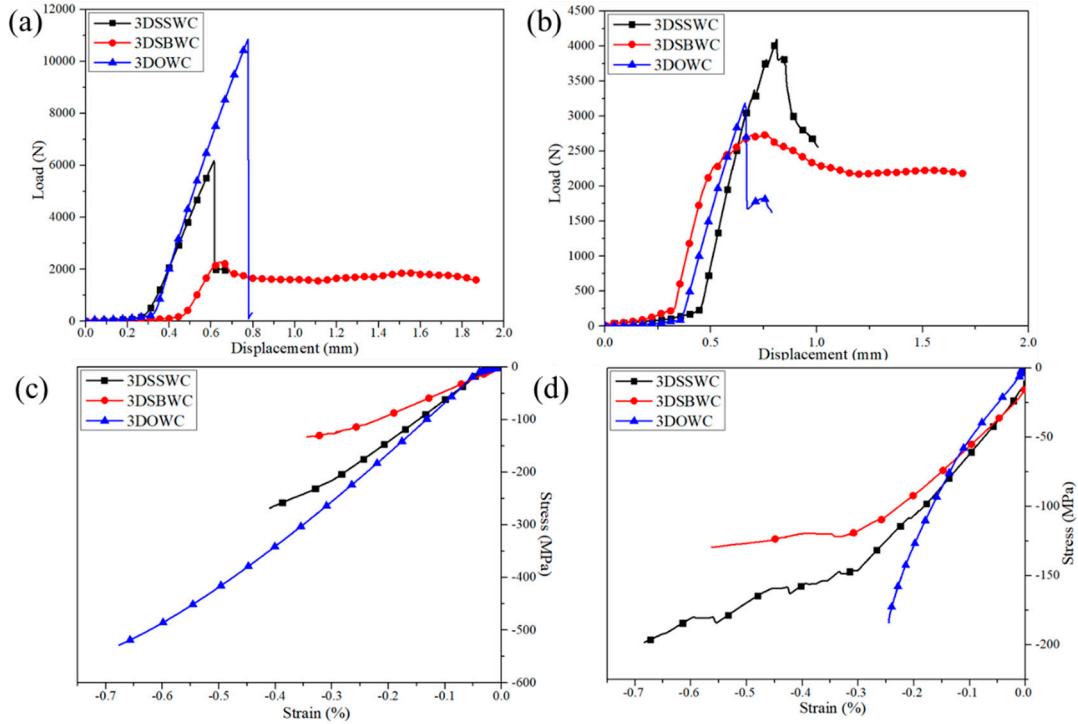 (a)
12000
10000
8000
6000
4000
2000
0
Load (N)
3DSSWC
3DSBWC
3DOWC
0.0 0.2 0.4 0.6 0.8 1.0 1.2 1.4 1.6 1.8 2.0
Displacement (mm)
(b)
4500
4000
3500
3000
2500
2000
1500
1000
500
0
Load (N)
3DSSWC
3DSBWC
3DOWC
0.0 0.5 1.0 1.5 2.0
Displacement (mm)
(c)
3DSSWC
3DSBWC
3DOWC
0
-100
-200
-300
-400
-500
-600
Stress (MPa)
-0.7 -0.6 -0.5 -0.4 -0.3 -0.2 -0.1 0.0
Strain (%)
(d)
3DSSWC
3DSBWC
3DOWC
0
-50
-100
-150
-200
Stress (MPa)
-0.7 -0.6 -0.5 -0.4 -0.3 -0.2 -0.1 0.0
Strain (%)